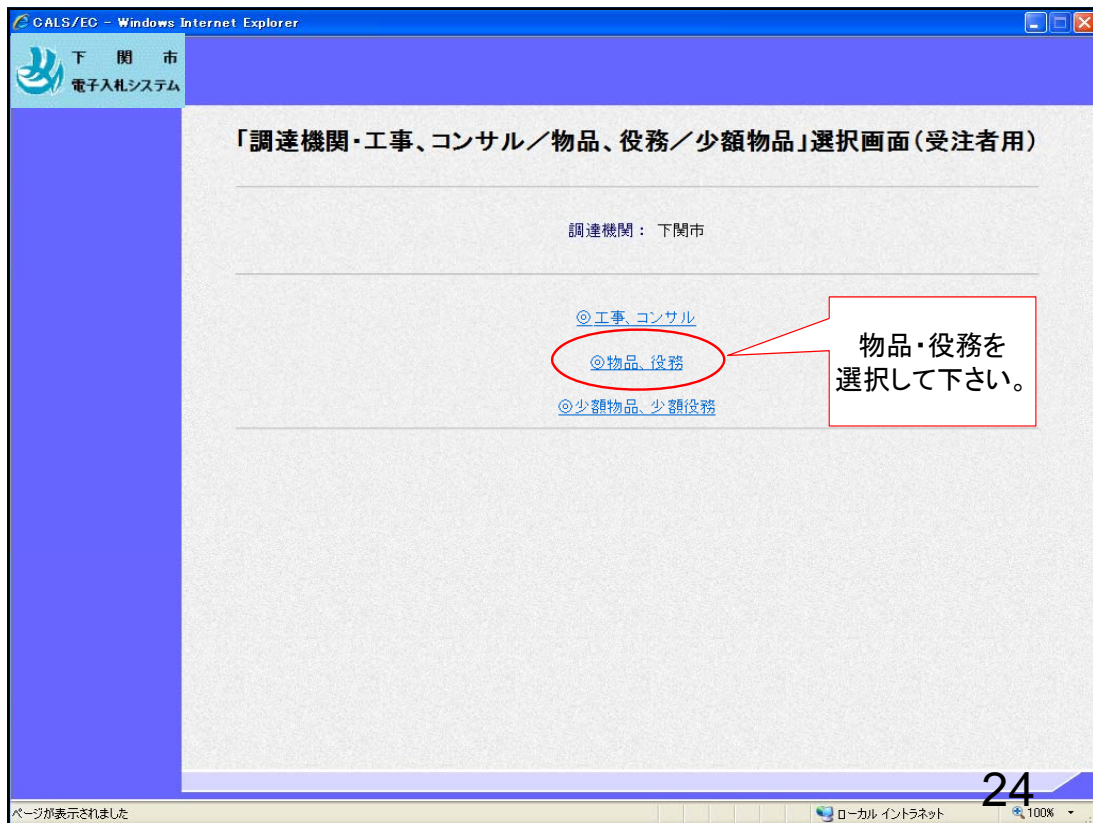 CALS/EC - Windows Internet Explorer
下 関 市
電子入札システム
「調達機関・工事、コンサル／物品、役務／少額物品」選択画面（受注者用）
調達機関： 下関市
◎工事、コンサル
◎物品、役務
◎少額物品、少額役務
物品・役務を
選択して下さい。
24
ページが表示されました
ローカル イントラネット
100%